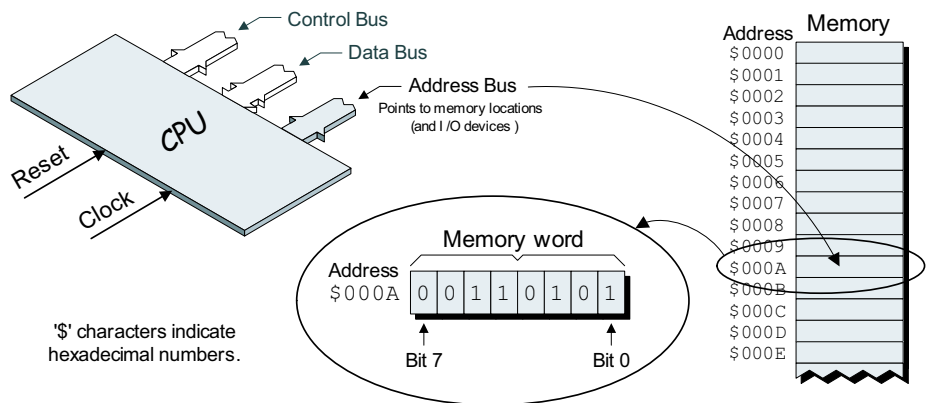 Control Bus
Data Bus
Address Bus
Points to memory locations
(and I /O devices )
CPU
Reset
Clock
Memory
Address
$0000
$0001
$0002
$0003
$0004
$0005
$0006
$0007
$0008
$0009
$000A
$000B
$000C
$000D
$000E
Memory word
Address
$000A 0 0 1 1 0 1 0 1
Bit 7 Bit 0
'$' characters indicate
hexadecimal numbers.